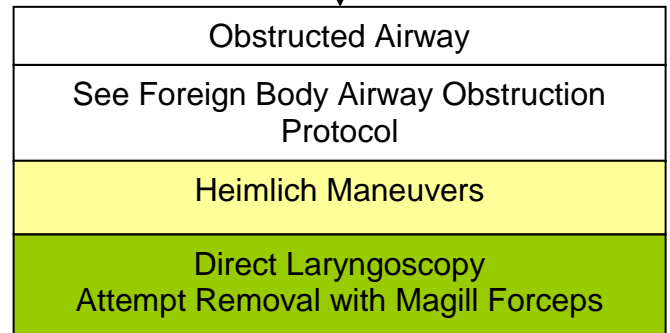 Obstructed Airway
See Foreign Body Airway Obstruction
Protocol
Heimlich Maneuvers
Direct Laryngoscopy
Attempt Removal with Magill Forceps